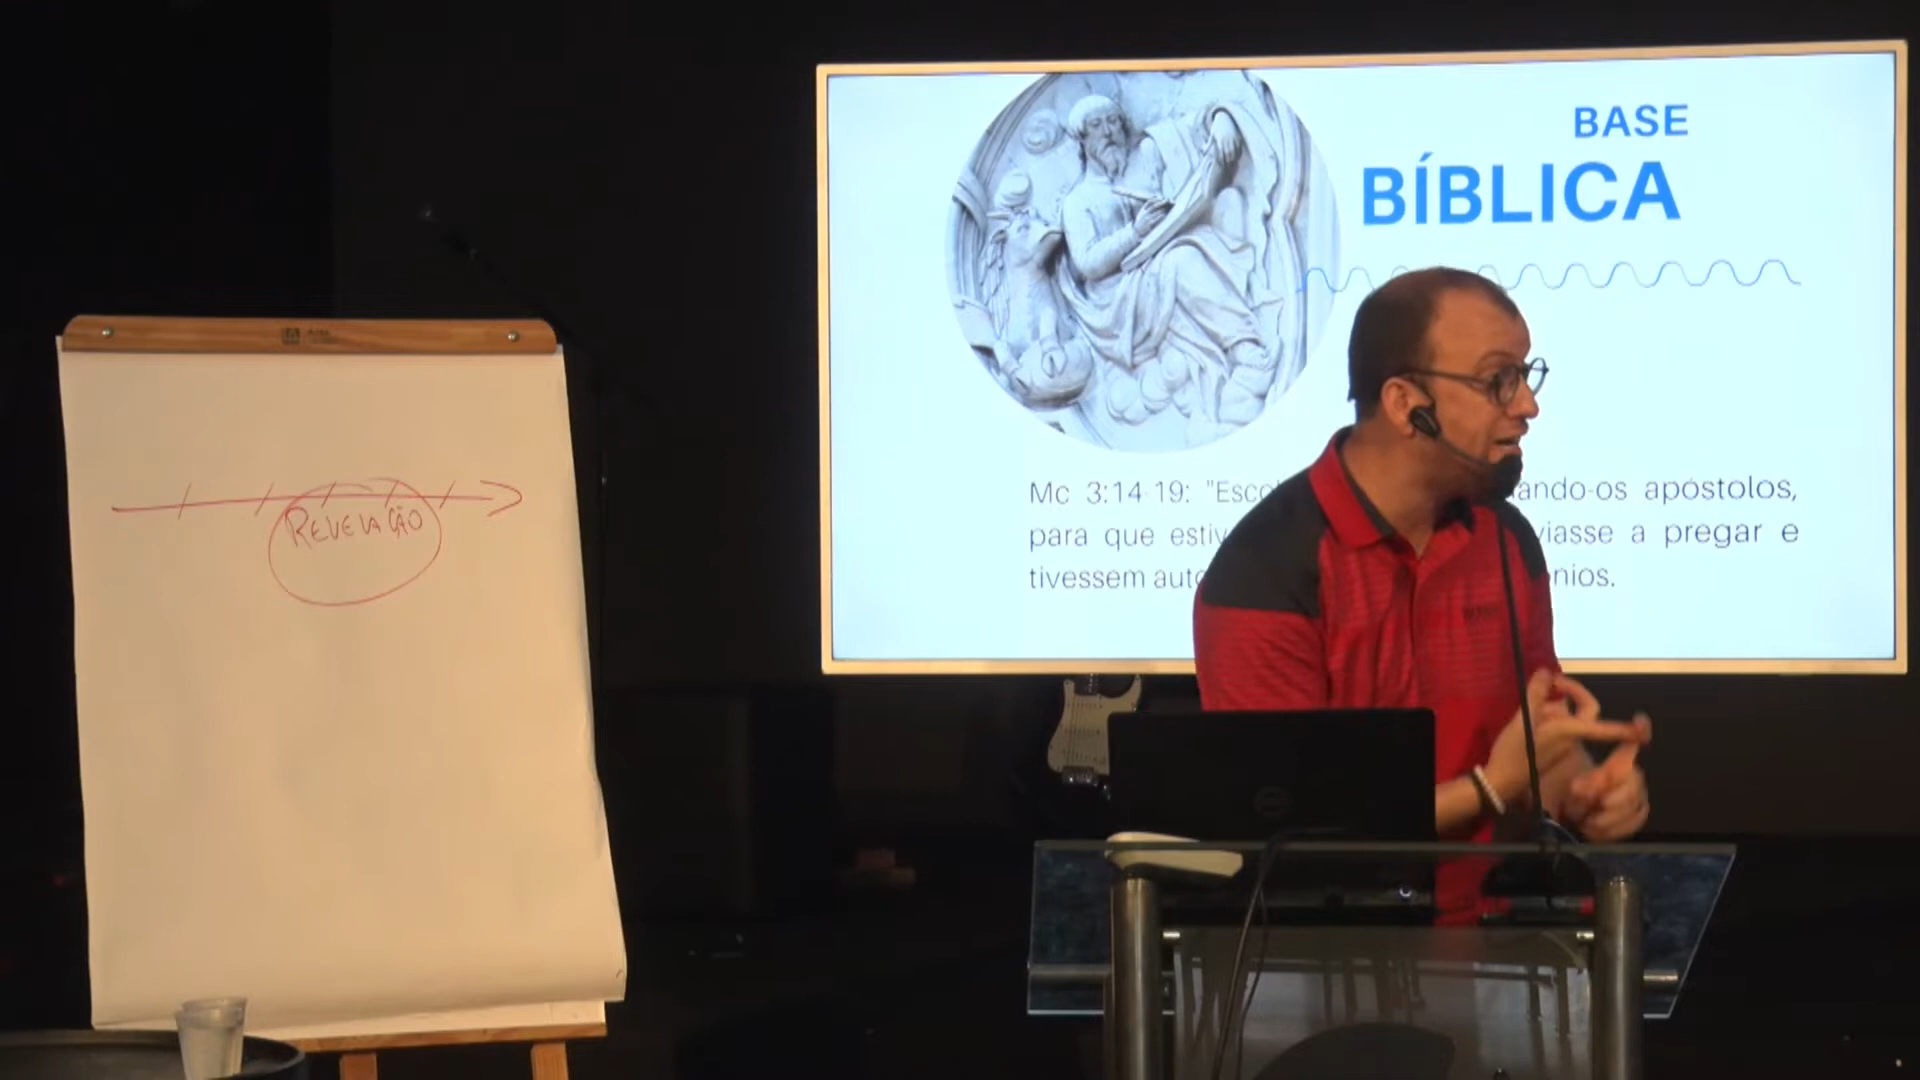 REVELAÇÃO
BASE
BÍBLICA
Mc 3:14-19: "Esco ando-os apóstolos,
para que estiv viasse a pregar e
tivessem auto nios.